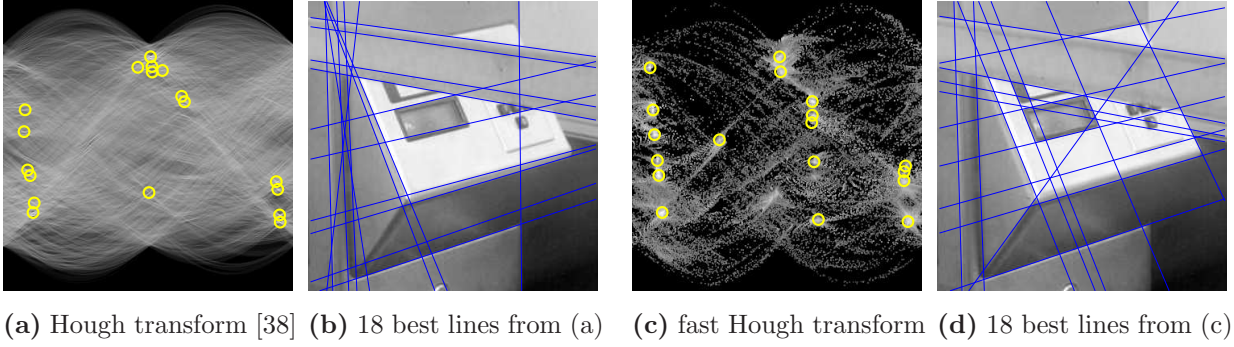 (a) Hough transform [38] (b) 18 best lines from (a) (c) fast Hough transform (d) 18 best lines from (c)